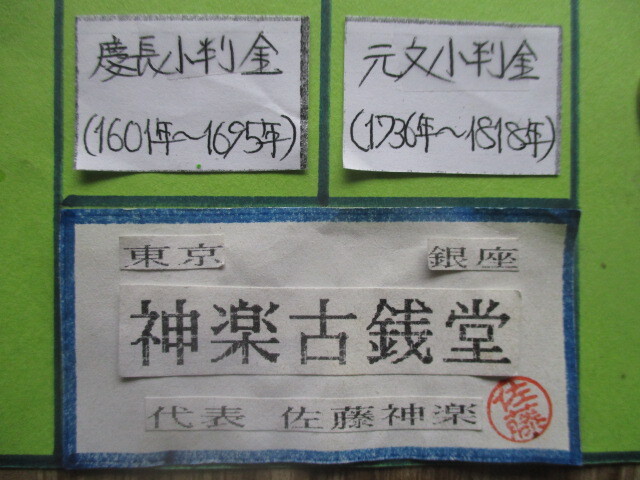 慶長小判金
(1601年～1695年)
元文小判金
(1736年～1818年)
東京 銀座
神楽古銭堂
代表 佐藤神楽
佐藤